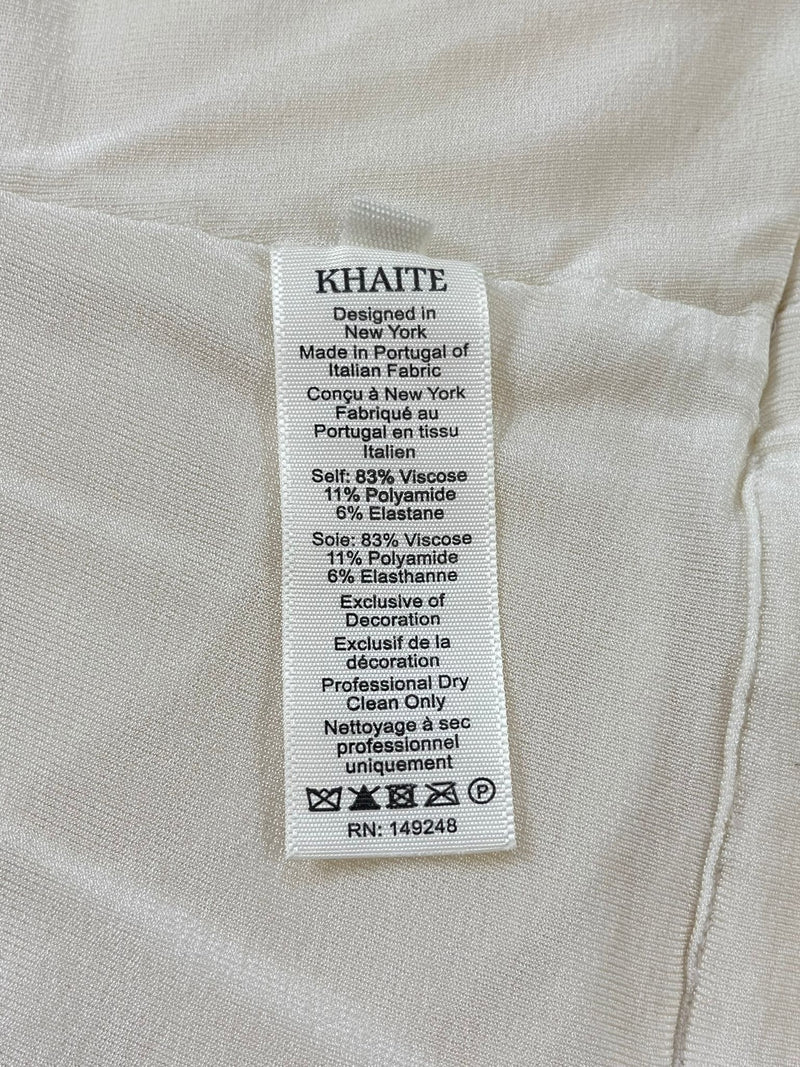 KHAITE
Designed in
New York
Made in Portugal of
Italian Fabric
Conçu à New York
Fabriqué au
Portugal en tissu
Italien
Self: 83% Viscose
11% Polyamide
6% Elastane
Soie: 83% Viscose
11% Polyamide
6% Elasthanne
Exclusive of
Decoration
Exclusif de la
décoration
Professional Dry
Clean Only
Nettoyage à sec
professionnel
uniquement
P
RN: 149248